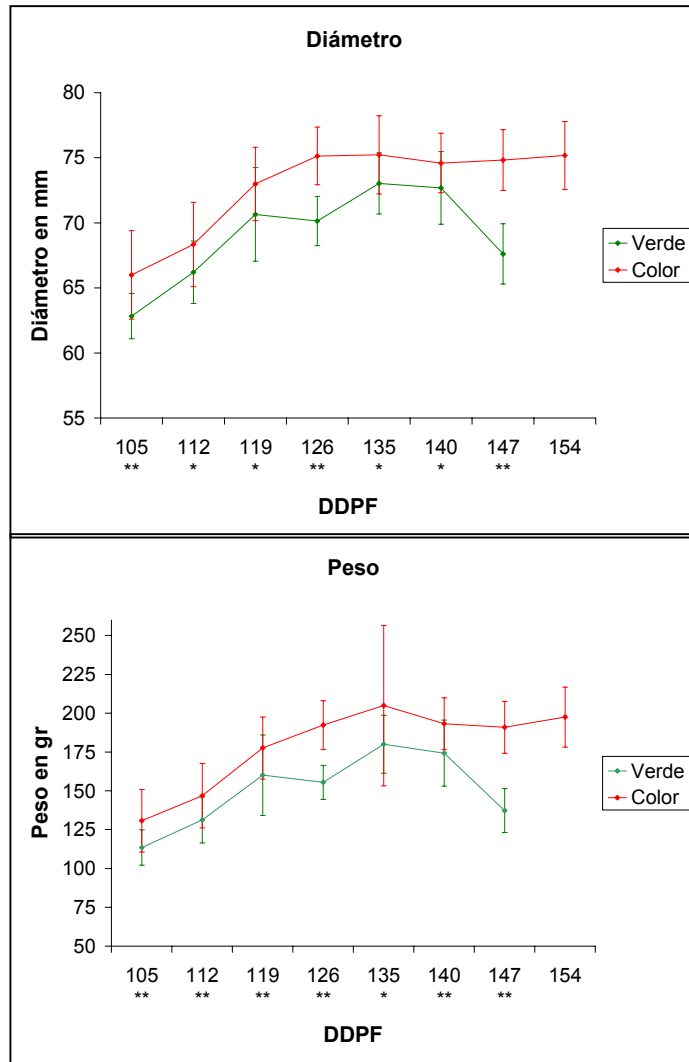 Diámetro
80
75
70
65
60
55
Diámetro en mm
105 112 119 126 135 140 147 154
** * * ** * * **
DDPF
Verde
Color
Peso
250
225
200
175
150
125
100
75
50
Peso en gr
105 112 119 126 135 140 147 154
** ** ** ** * ** **
DDPF
Verde
Color